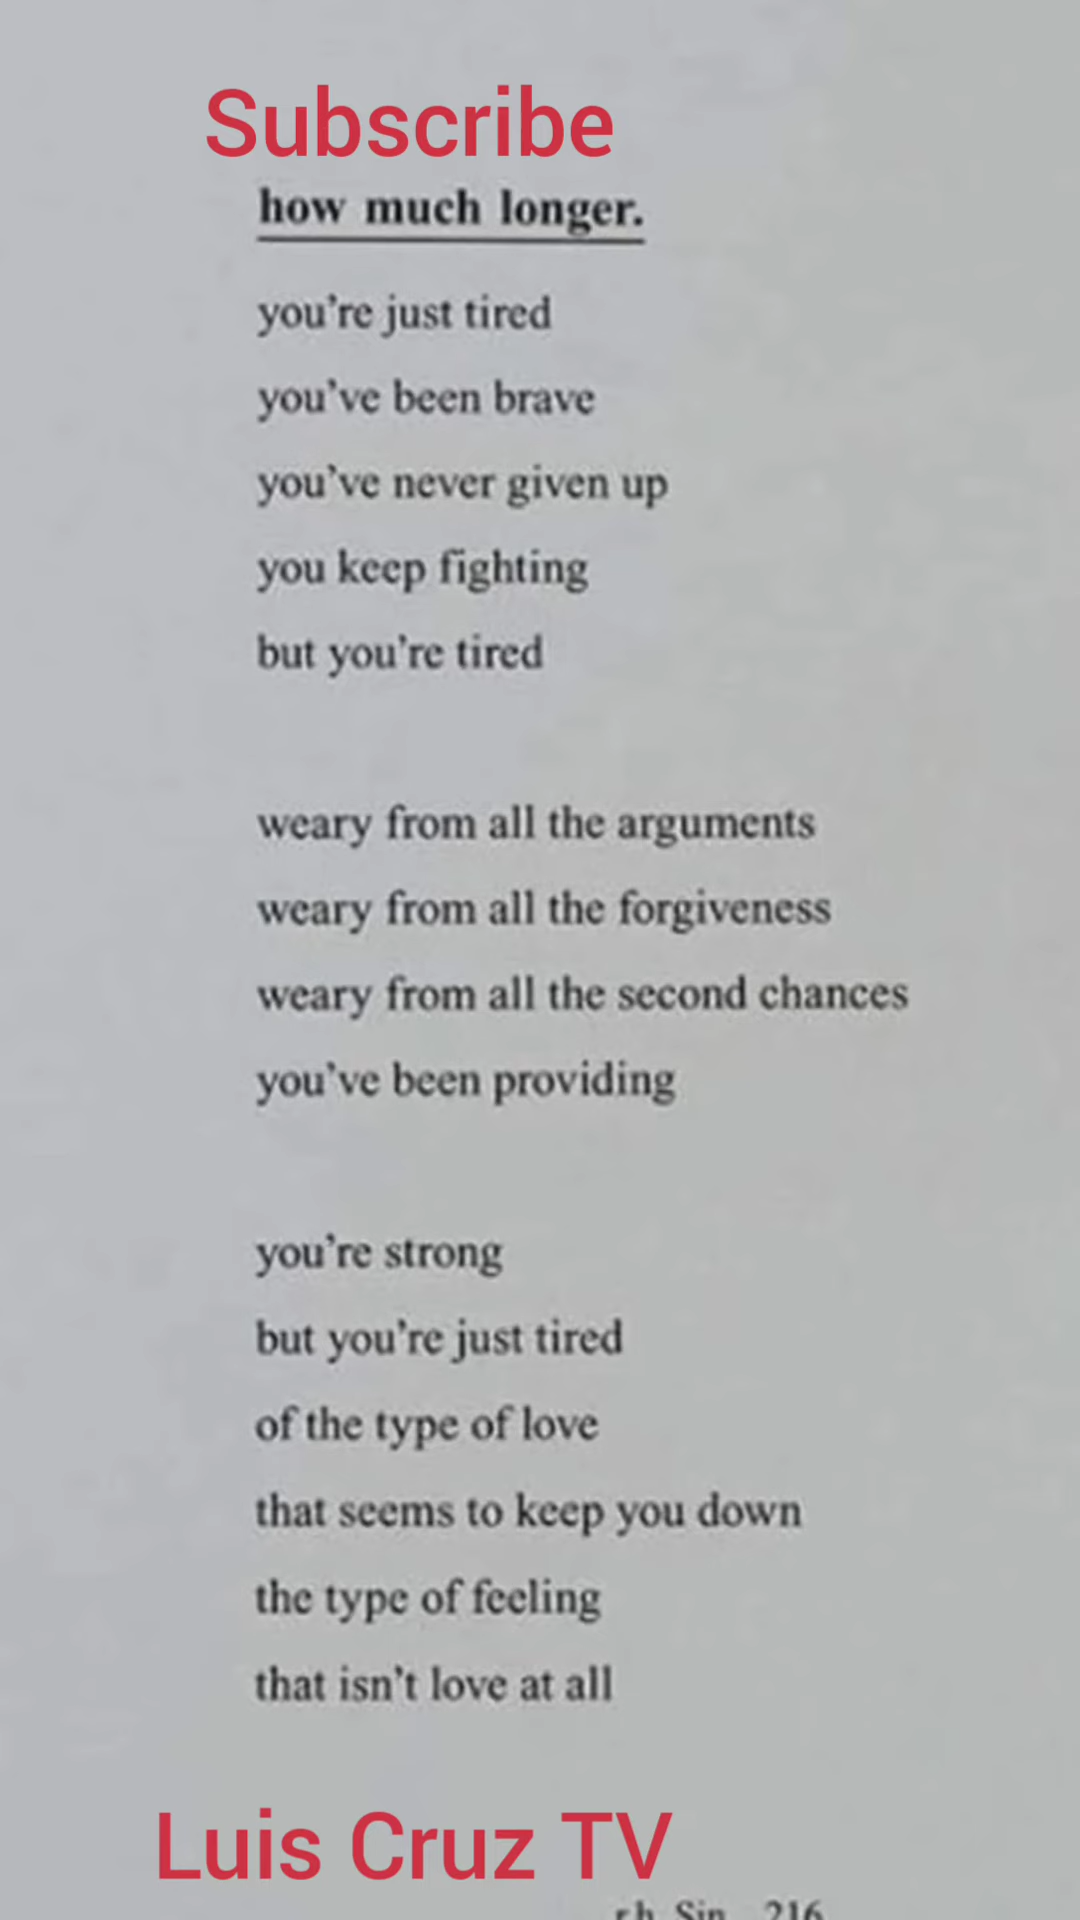 Subscribe
how much longer.
you're just tired
you've been brave
you've never given up
you keep fighting
but you're tired
weary from all the arguments
weary from all the forgiveness
weary from all the second chances
you've been providing
you're strong
but you're just tired
of the type of love
that seems to keep you down
the type of feeling
that isn't love at all
Luis Cruz TV
r.h. Sin 216